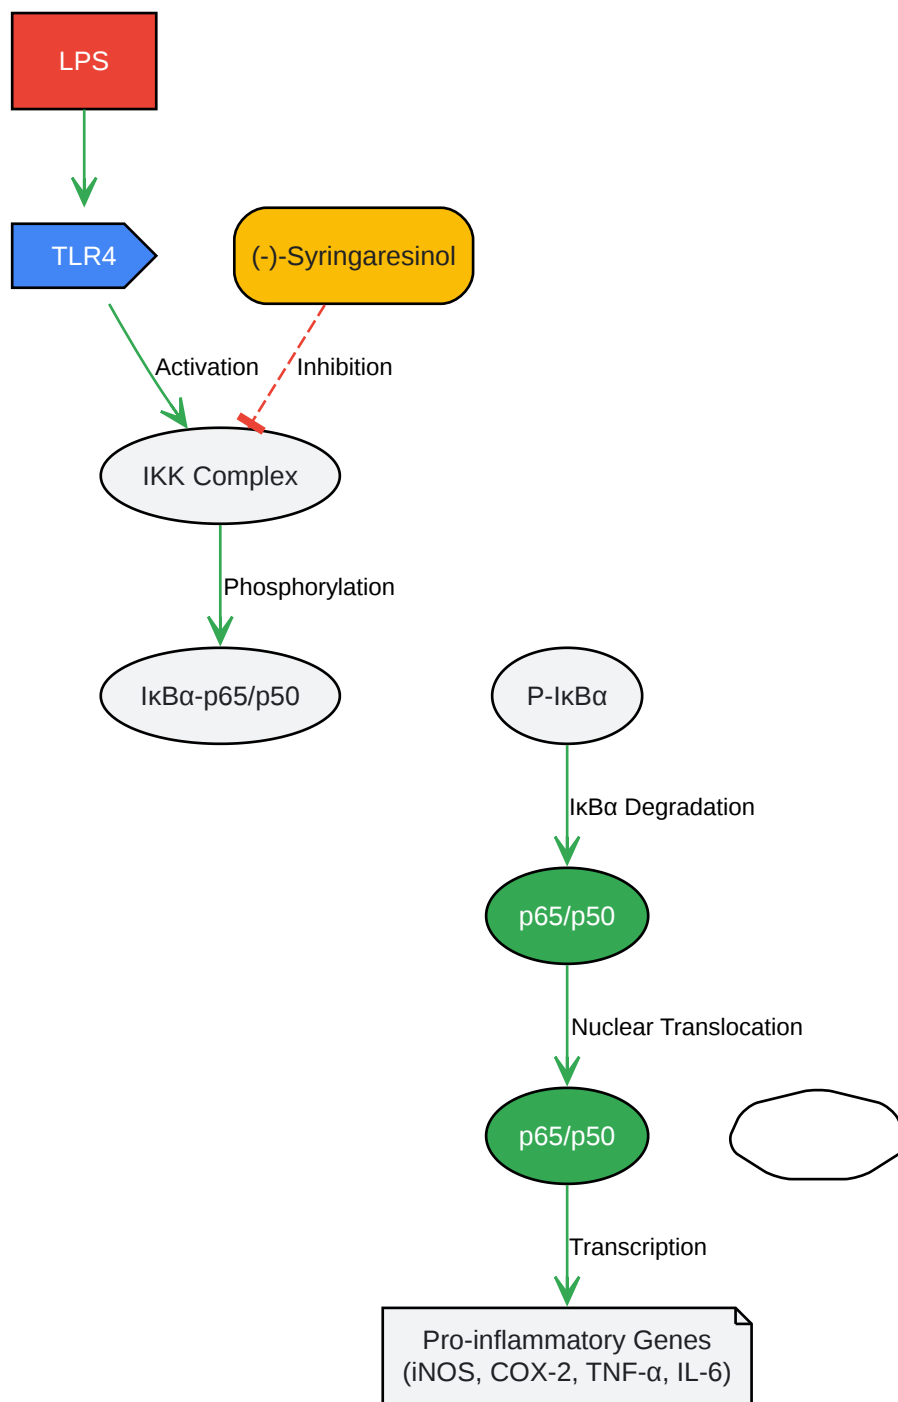 LPS
TLR4
(-)-Syringaresinol
Activation
Inhibition
IKK Complex
Phosphorylation
IκBα-p65/p50
P-IκBα
IκBα Degradation
p65/p50
Nuclear Translocation
p65/p50
Transcription
Pro-inflammatory Genes
(iNOS, COX-2, TNF-α, IL-6)